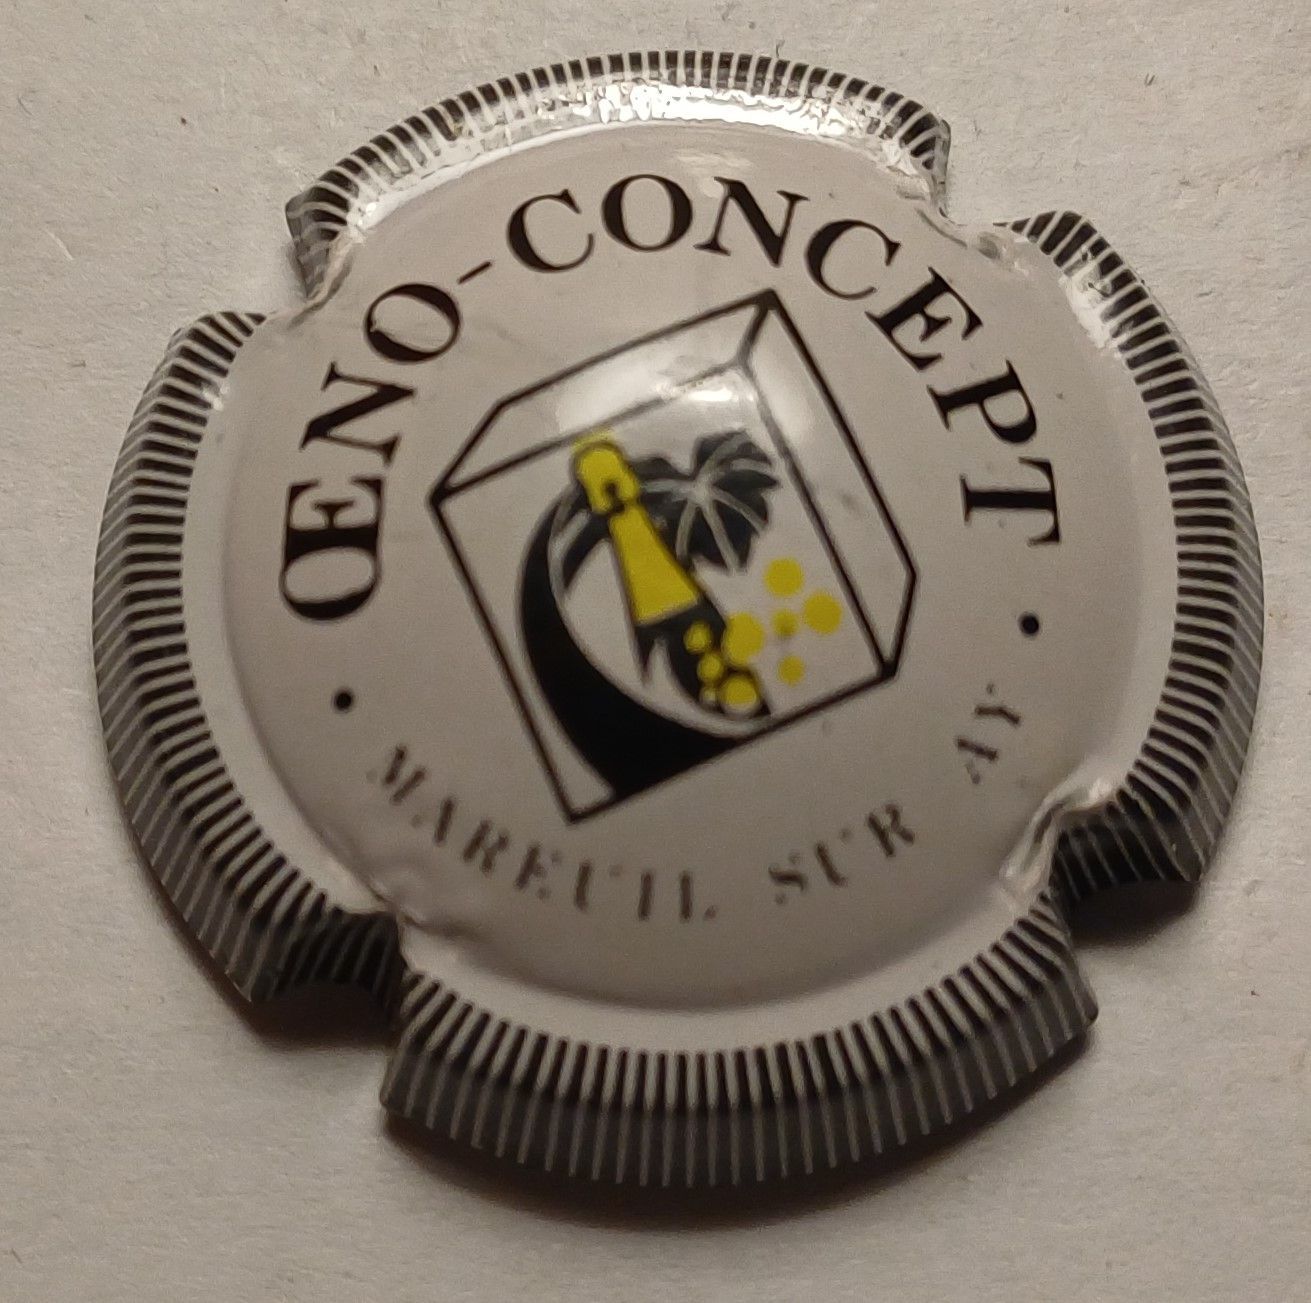 ŒNO-CONCEPT
• MAREUIL SUR AY •